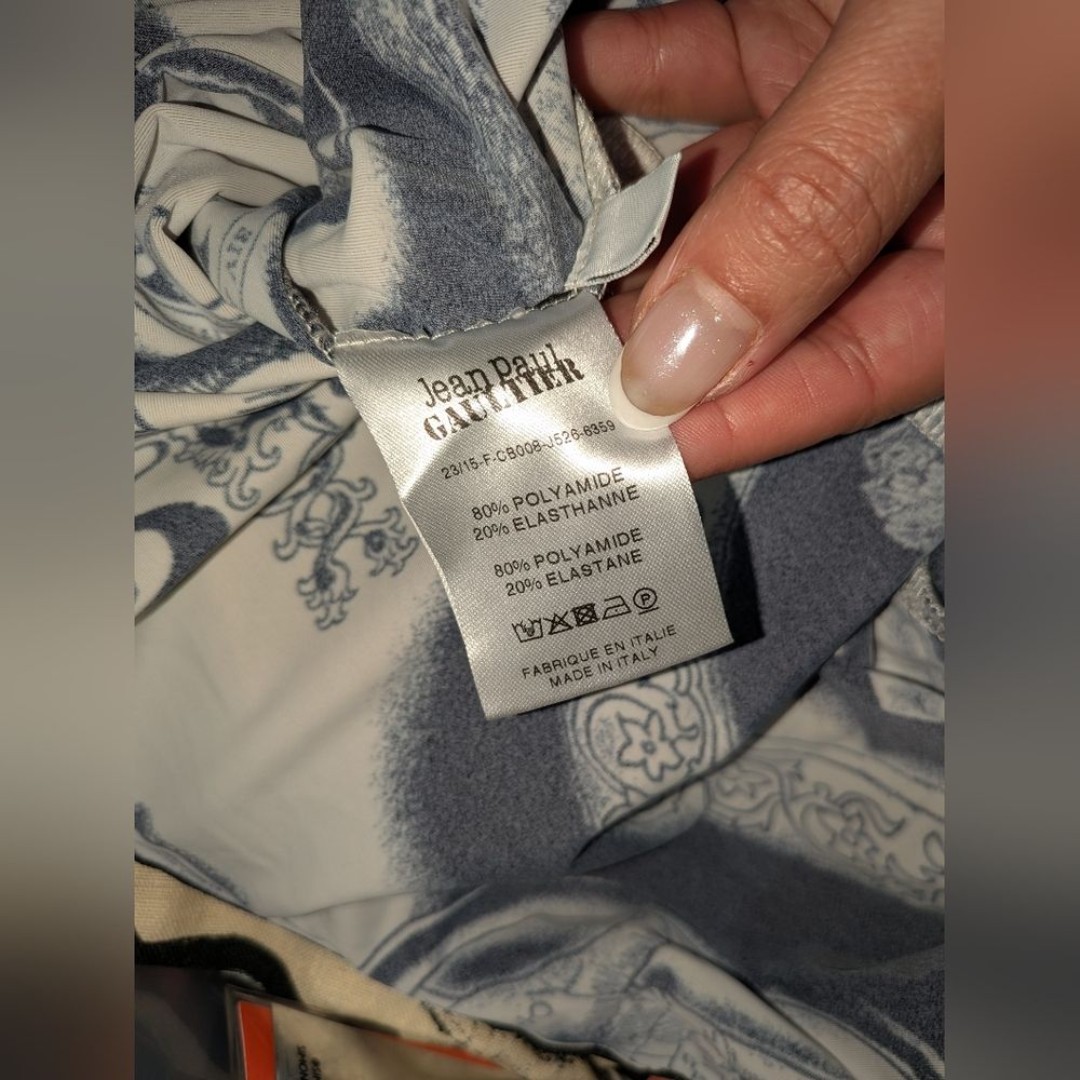 Jean Paul
GAULTIER
23/15-F-CB008-J526-6359
80% POLYAMIDE
20% ELASTHANNE
80% POLYAMIDE
20% ELASTANE
P
FABRIQUE EN ITALIE
MADE IN ITALY